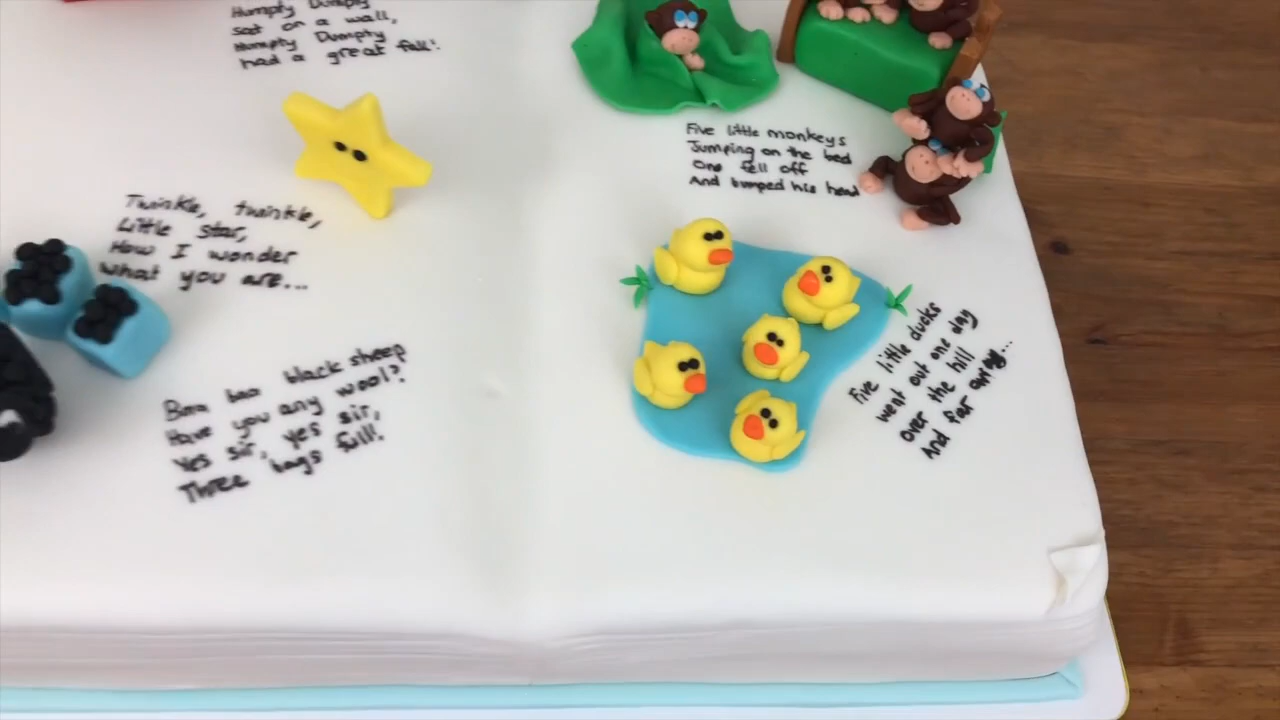 Humpty Dumpty
sat on a wall,
Humpty Dumpty
had a great fall!
Twinkle, twinkle,
Little star,
How I wonder
what you are...
Baa baa black sheep
Have you any wool?
Yes sir, yes sir,
Three bags full!
Five little monkeys
Jumping on the bed
One fell off
And bumped his head
Five little ducks
went out one day
over the hill
And far away...